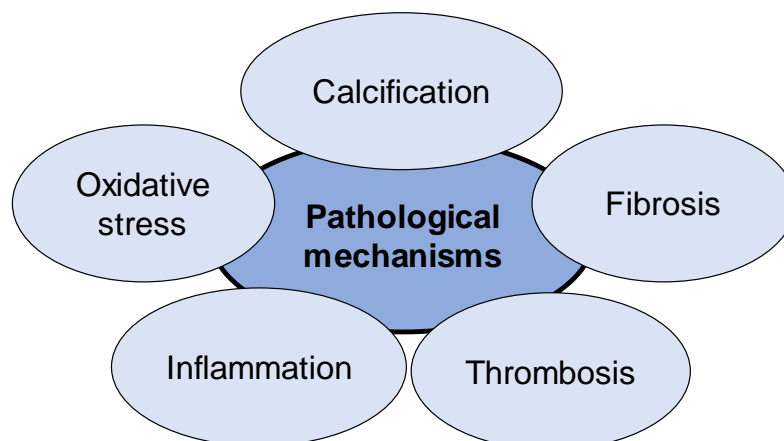 Calcification
Oxidative
stress
Fibrosis
Pathological
mechanisms
Inflammation
Thrombosis